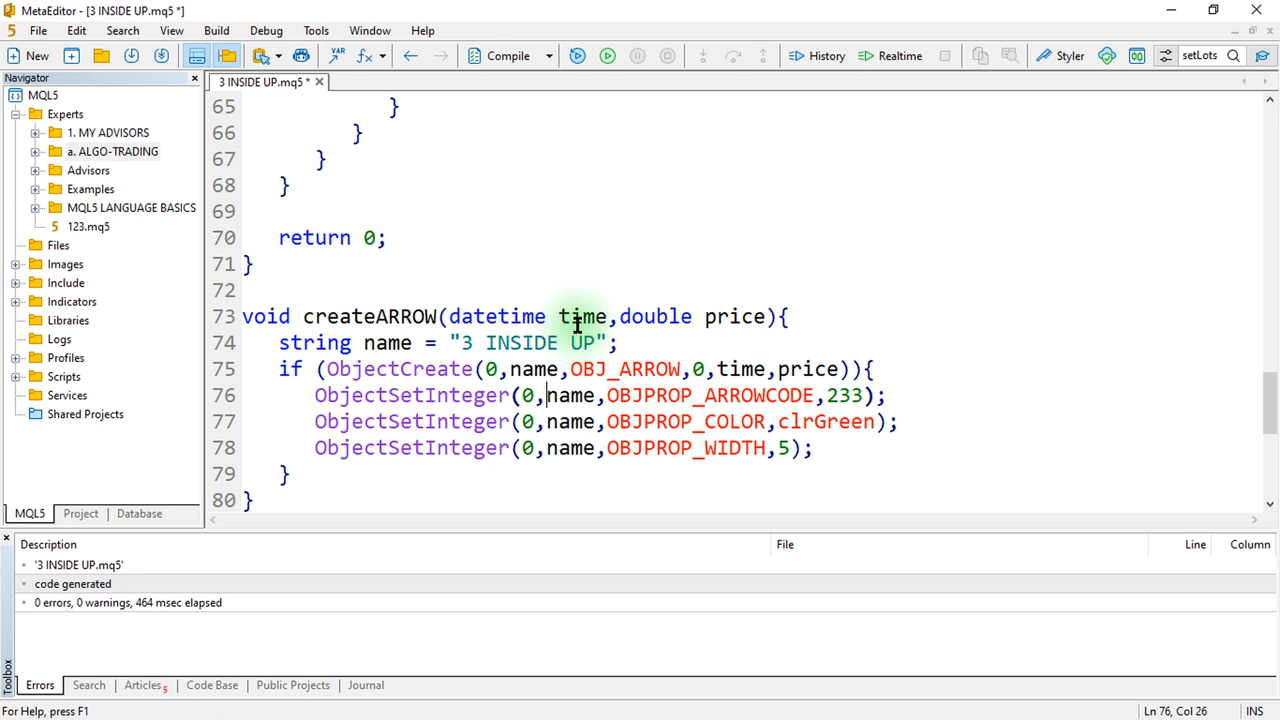 MetaEditor - [3 INSIDE UP.mq5 *]
File Edit Search View Build Debug Tools Window Help
New Compile History Realtime Styler setLots
Navigator
MQL5
Experts
1. MY ADVISORS
a. ALGO-TRADING
Advisors
Examples
MQL5 LANGUAGE BASICS
123.mq5
Files
Images
Include
Indicators
Libraries
Logs
Profiles
Scripts
Services
Shared Projects
MQL5 Project Database
3 INSIDE UP.mq5 *
65 }
66 }
67 }
68 }
69
70 return 0;
71 }
72
73 void createARROW(datetime time,double price){
74 string name = "3 INSIDE UP";
75 if (ObjectCreate(0,name,OBJ_ARROW,0,time,price)){
76 ObjectSetInteger(0,name,OBJPROP_ARROWCODE,233);
77 ObjectSetInteger(0,name,OBJPROP_COLOR,clrGreen);
78 ObjectSetInteger(0,name,OBJPROP_WIDTH,5);
79 }
80 }
Description File Line Column
'3 INSIDE UP.mq5'
code generated
0 errors, 0 warnings, 464 msec elapsed
Toolbox
Errors Search Articles 5 Code Base Public Projects Journal
For Help, press F1 Ln 76, Col 26 INS